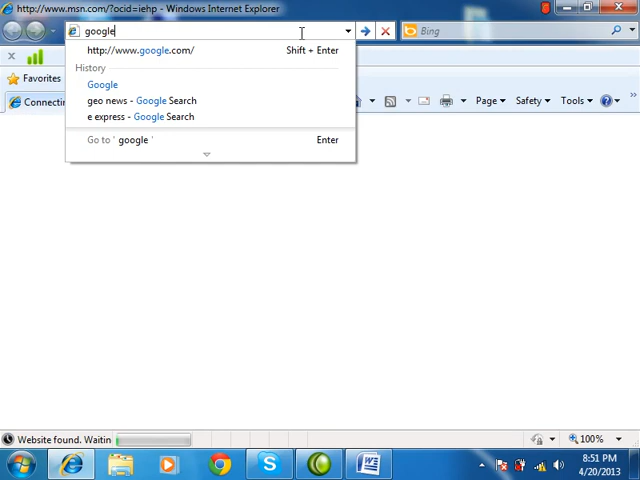 http://www.msn.com/?ocid=iehp - Windows Internet Explorer
google
Bing
http://www.google.com/ Shift + Enter
History
Google
geo news - Google Search
e express - Google Search
Go to ' google ' Enter
Favorites
Connectin
Page
Safety
Tools
Website found. Waitin
100%
8:51 PM
4/20/2013